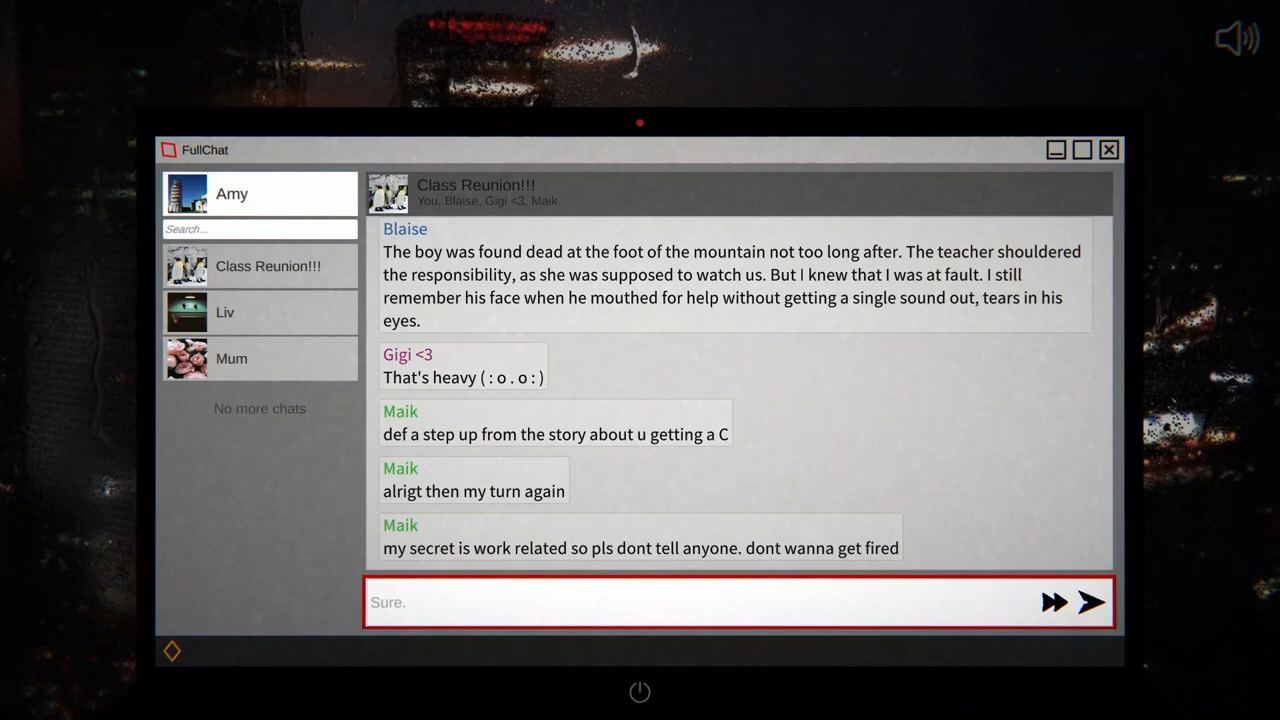 FullChat
Amy
Search...
Class Reunion!!!
Liv
Mum
No more chats
Class Reunion!!!
You, Blaise, Gigi <3, Maik
Blaise
The boy was found dead at the foot of the mountain not too long after. The teacher shouldered
the responsibility, as she was supposed to watch us. But I knew that I was at fault. I still
remember his face when he mouthed for help without getting a single sound out, tears in his
eyes.
Gigi <3
That's heavy ( : o . o : )
Maik
def a step up from the story about u getting a C
Maik
alrigt then my turn again
Maik
my secret is work related so pls dont tell anyone. dont wanna get fired
Sure.